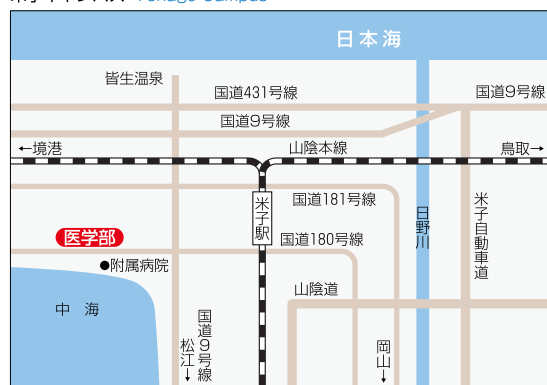 Yonago Campus
日本海
皆生温泉
国道431号線
国道9号線
国道9号線
←境港
山陰本線
鳥取→
国道181号線
米子駅
日野川
米子自動車道
医学部
国道180号線
●附属病院
山陰道
中 海
国道9号線
松江↓
岡山↓